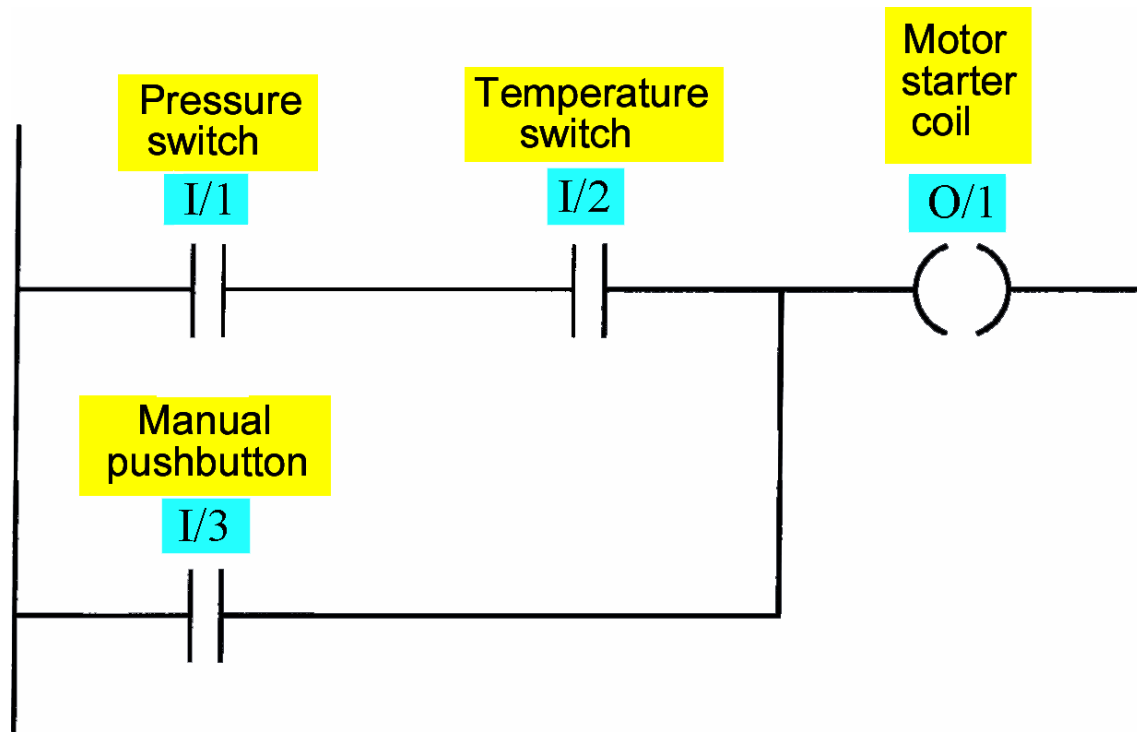 Motor
starter
coil
Pressure
switch
Temperature
switch
I/1
I/2
O/1
Manual
pushbutton
I/3